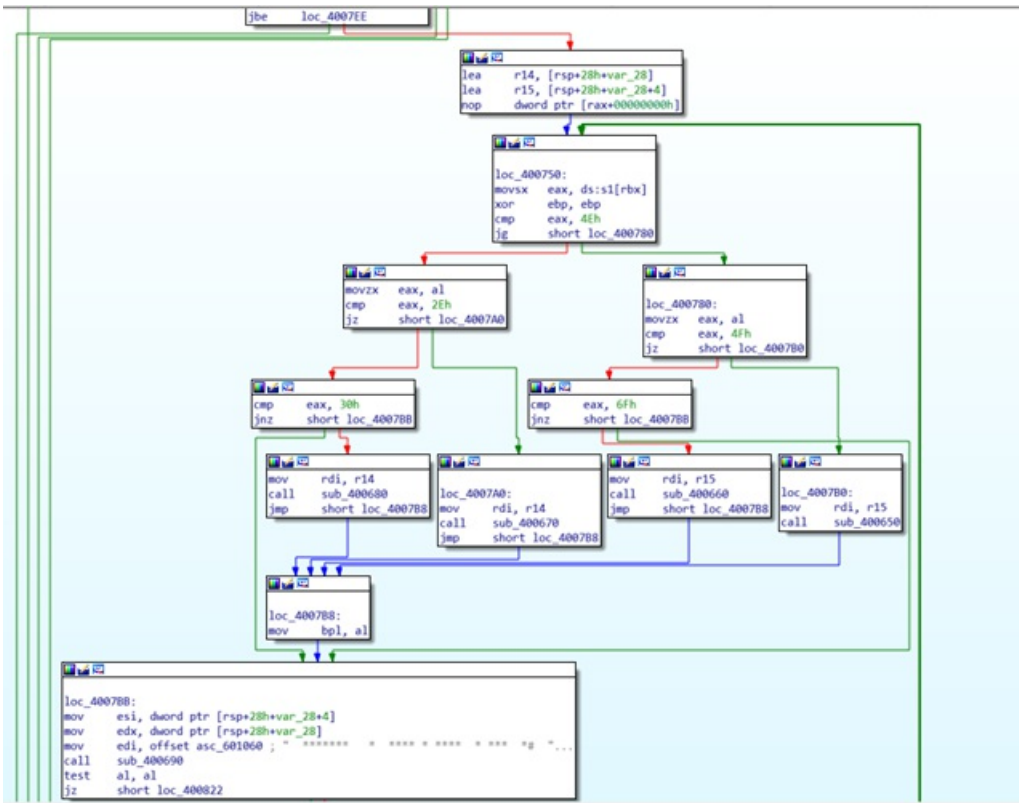 jbe loc_4007EE
lea r14, [rsp+28h+var_28]
lea r15, [rsp+28h+var_28+4]
nop dword ptr [rax+00000000h]
loc_400750:
movsx eax, ds:s1[rbx]
xor ebp, ebp
cmp eax, 4Eh
jg short loc_400780
movzx eax, al
cmp eax, 2Eh
jz short loc_4007A0
loc_400780:
movzx eax, al
cmp eax, 4Fh
jz short loc_4007B0
cmp eax, 30h
jnz short loc_4007BB
cmp eax, 6Fh
jnz short loc_4007BB
mov rdi, r14
call sub_400680
jmp short loc_4007B8
loc_4007A0:
mov rdi, r14
call sub_400670
jmp short loc_4007B8
mov rdi, r15
call sub_400660
jmp short loc_4007B8
loc_4007B0:
mov rdi, r15
call sub_400650
loc_4007B8:
mov bpl, al
loc_4007BB:
mov esi, dword ptr [rsp+28h+var_28+4]
mov edx, dword ptr [rsp+28h+var_28]
mov edi, offset asc_601060 ; "  *******   *  **** * ****  * ***  *#  "...
call sub_400690
test al, al
jz short loc_400822